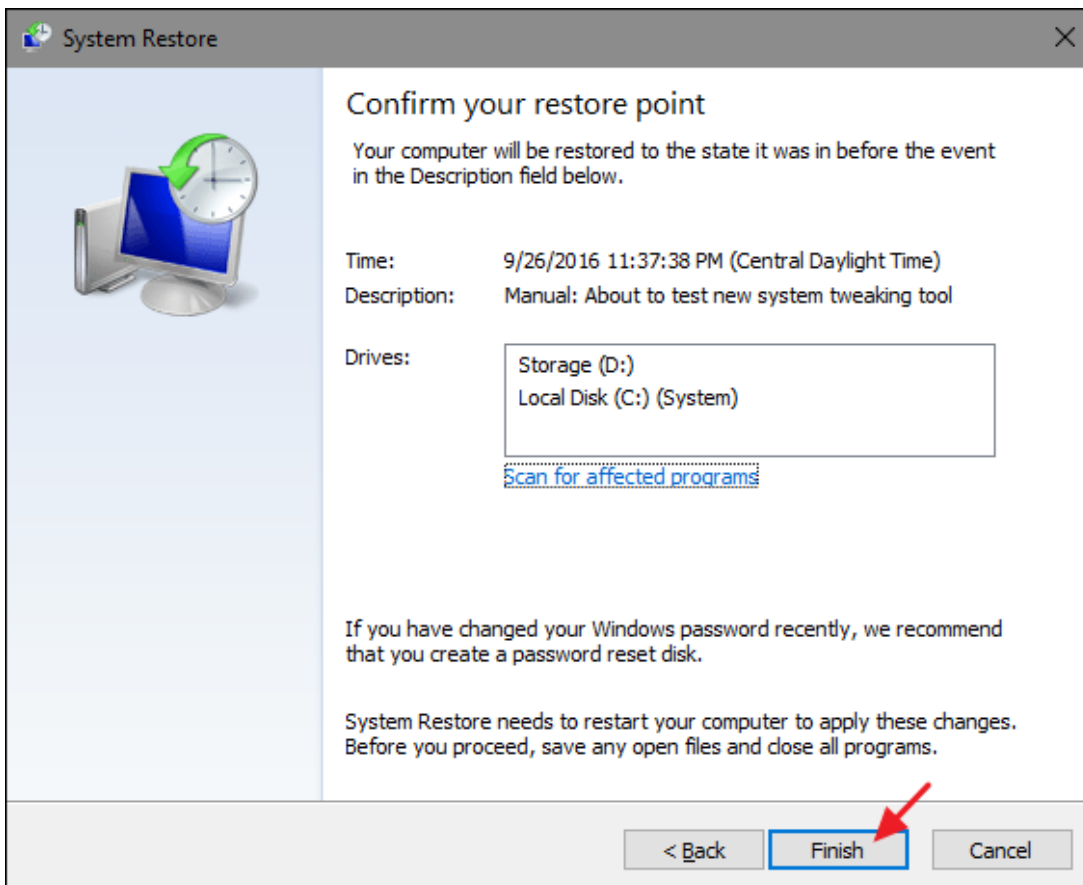 System Restore
Confirm your restore point
Your computer will be restored to the state it was in before the event
in the Description field below.
Time: 9/26/2016 11:37:38 PM (Central Daylight Time)
Description: Manual: About to test new system tweaking tool
Drives:
Storage (D:)
Local Disk (C:) (System)
Scan for affected programs
If you have changed your Windows password recently, we recommend
that you create a password reset disk.
System Restore needs to restart your computer to apply these changes.
Before you proceed, save any open files and close all programs.
< Back Finish Cancel